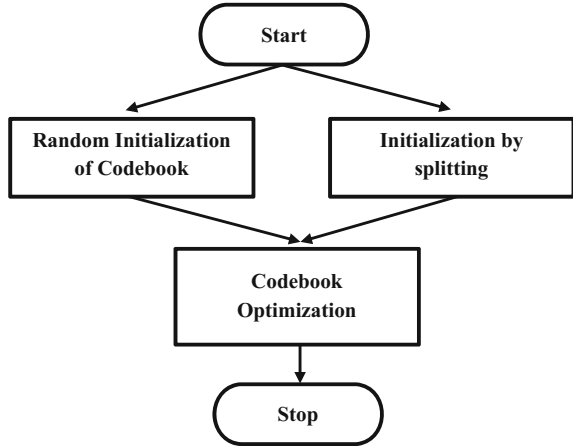 Start
Random Initialization
of Codebook
Initialization by
splitting
Codebook
Optimization
Stop